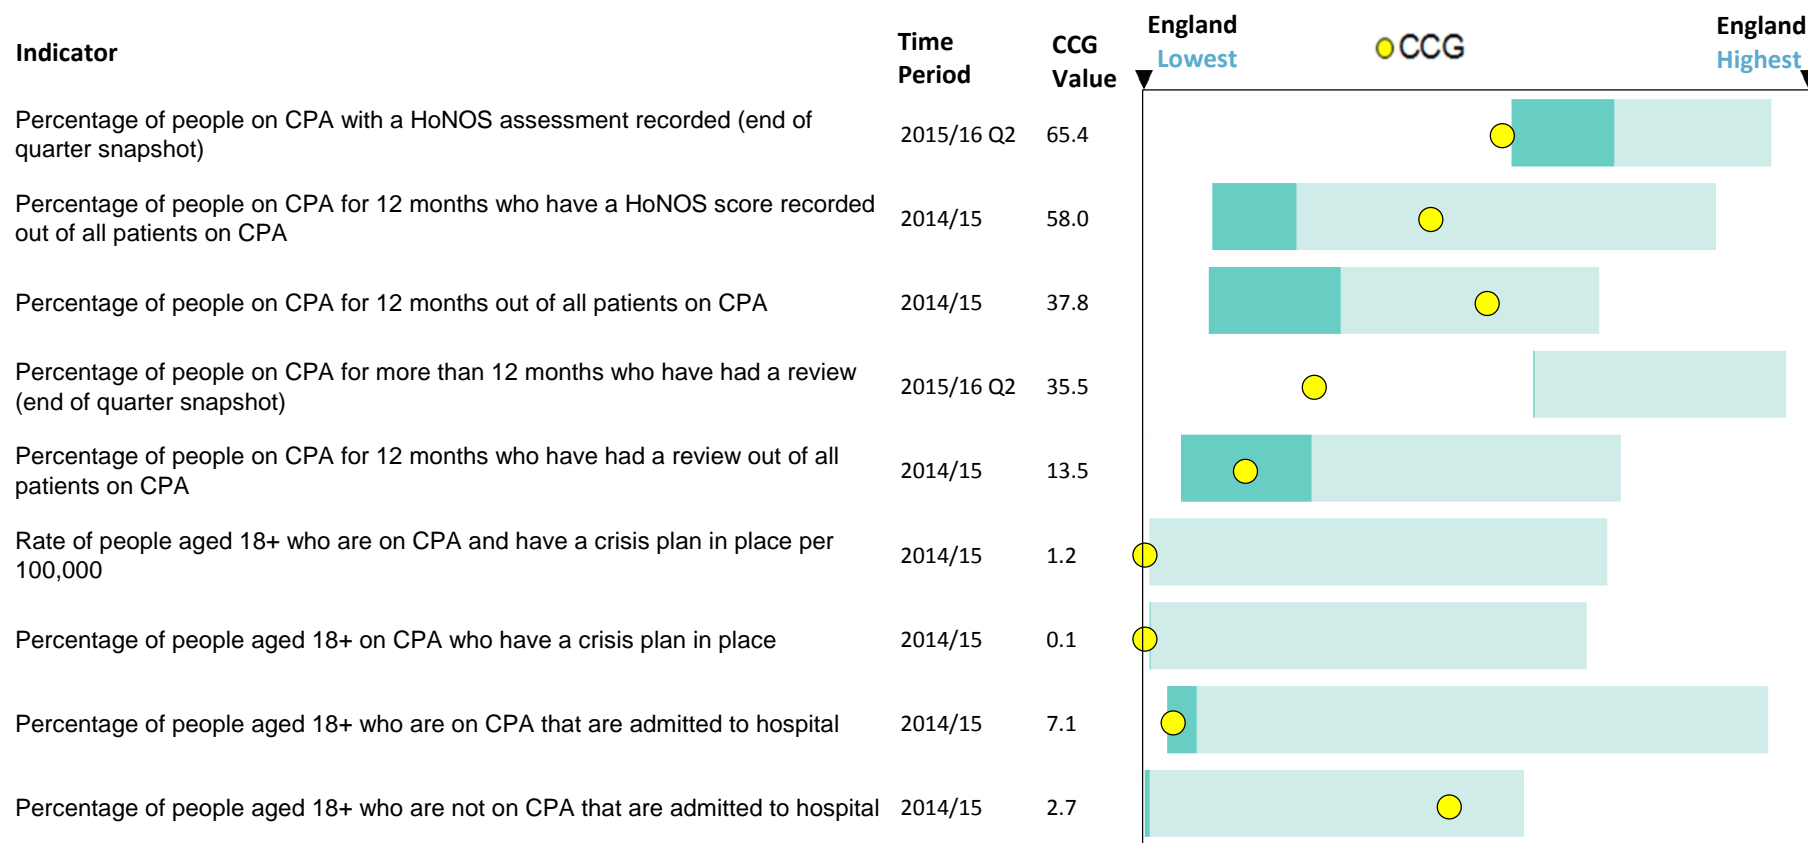 Indicator
Time
Period
CCG
Value
England
Lowest
CCG
England
Highest
Percentage of people on CPA with a HoNOS assessment recorded (end of
quarter snapshot)
2015/16 Q2
65.4
Percentage of people on CPA for 12 months who have a HoNOS score recorded
out of all patients on CPA
2014/15
58.0
Percentage of people on CPA for 12 months out of all patients on CPA
2014/15
37.8
Percentage of people on CPA for more than 12 months who have had a review
(end of quarter snapshot)
2015/16 Q2
35.5
Percentage of people on CPA for 12 months who have had a review out of all
patients on CPA
2014/15
13.5
Rate of people aged 18+ who are on CPA and have a crisis plan in place per
100,000
2014/15
1.2
Percentage of people aged 18+ on CPA who have a crisis plan in place
2014/15
0.1
Percentage of people aged 18+ who are on CPA that are admitted to hospital
2014/15
7.1
Percentage of people aged 18+ who are not on CPA that are admitted to hospital
2014/15
2.7